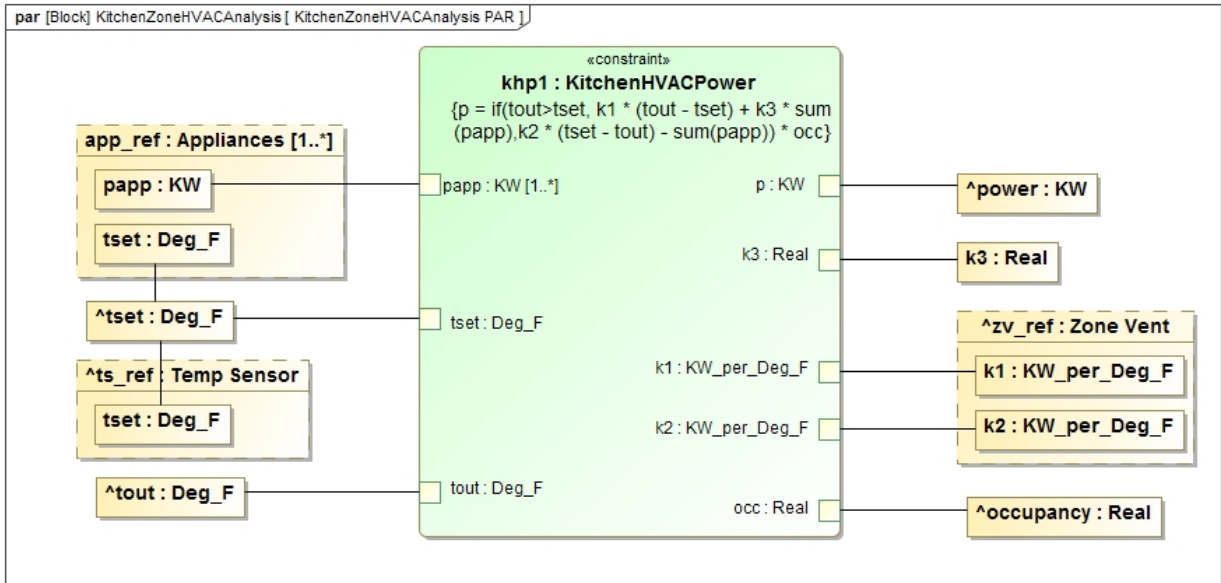 par [Block] KitchenZoneHVACAnalysis [ KitchenZoneHVACAnalysis PAR ]
«constraint»
khp1 : KitchenHVACPower
{p = if(tout>tset, k1 * (tout - tset) + k3 * sum
(papp),k2 * (tset - tout) - sum(papp)) * occ}
app_ref : Appliances [1..*]
papp : KW
tset : Deg_F
^tset : Deg_F
^ts_ref : Temp Sensor
tset : Deg_F
^tout : Deg_F
papp : KW [1..*]
tset : Deg_F
tout : Deg_F
p : KW
k3 : Real
k1 : KW_per_Deg_F
k2 : KW_per_Deg_F
occ : Real
^power : KW
k3 : Real
^zv_ref : Zone Vent
k1 : KW_per_Deg_F
k2 : KW_per_Deg_F
^occupancy : Real